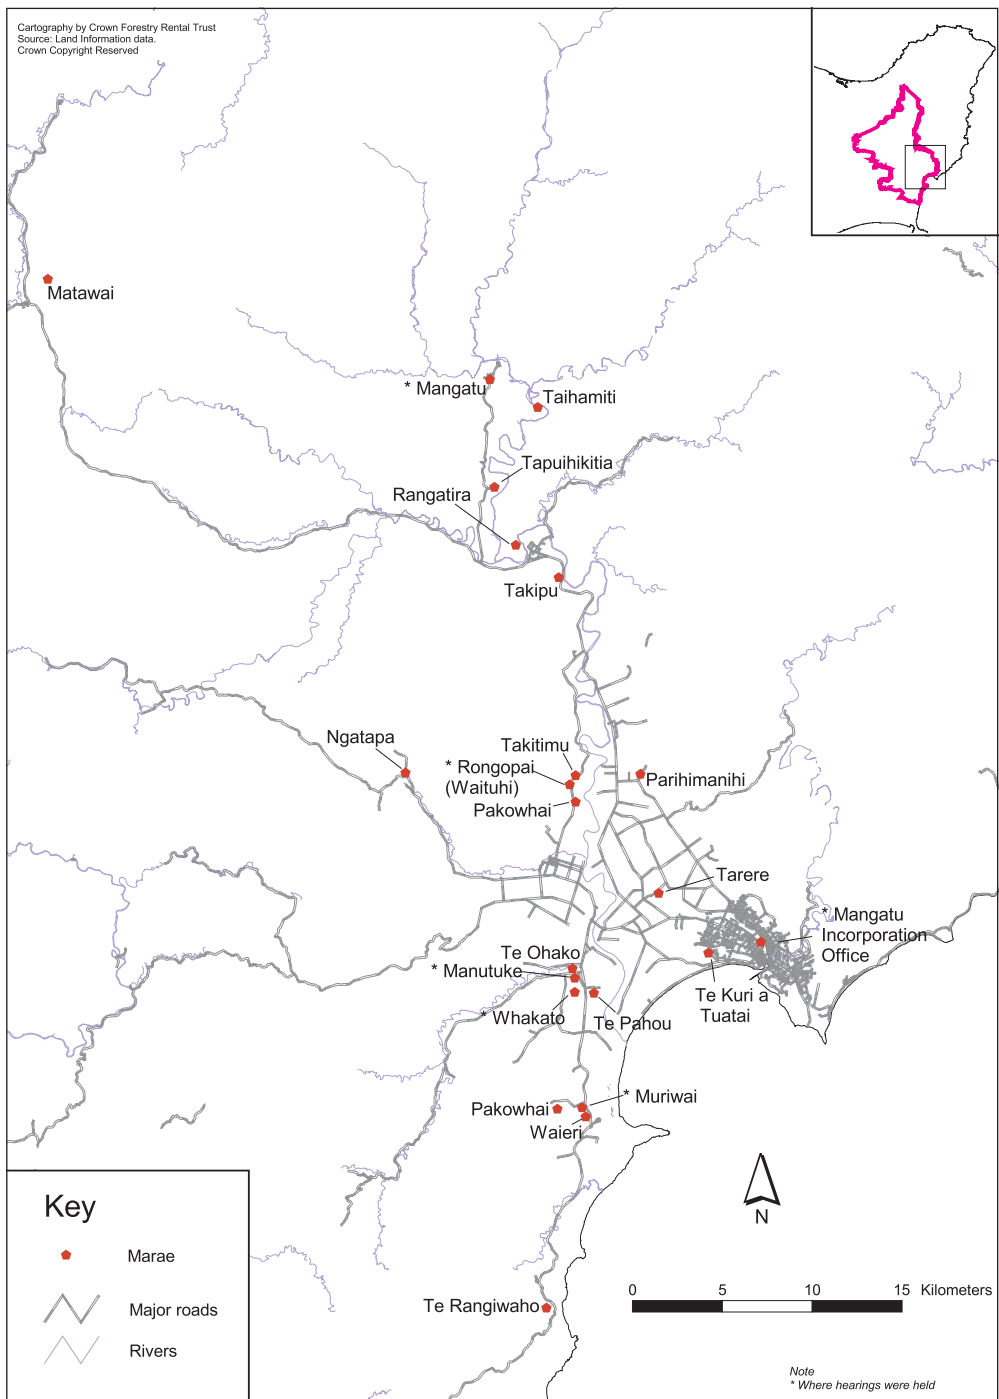 Cartography by Crown Forestry Rental Trust
Source: Land Information data.
Crown Copyright Reserved
Matawai
* Mangatu
Taihamiti
Tapuihikitia
Rangatira
Takipu
Ngatapa
Takitimu
* Rongopai
(Waituhi)
Pakowhai
Parihimanihi
Tarere
* Mangatu
Incorporation
Office
Te Ohako
* Manutuke
* Whakato
Te Pahou
Te Kuri a
Tuatai
Pakowhai
* Muriwai
Waieri
Te Rangiwaho
Key
Marae
Major roads
Rivers
N
0 5 10 15 Kilometers
Note
* Where hearings were held